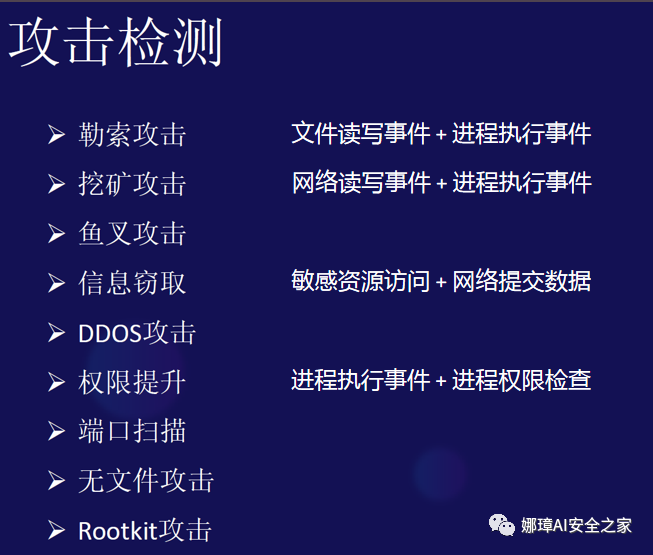 攻击检测
勒索攻击 文件读写事件 + 进程执行事件
挖矿攻击 网络读写事件 + 进程执行事件
鱼叉攻击
信息窃取 敏感资源访问 + 网络提交数据
DDOS攻击
权限提升 进程执行事件 + 进程权限检查
端口扫描
无文件攻击
Rootkit攻击
娜璋AI安全之家